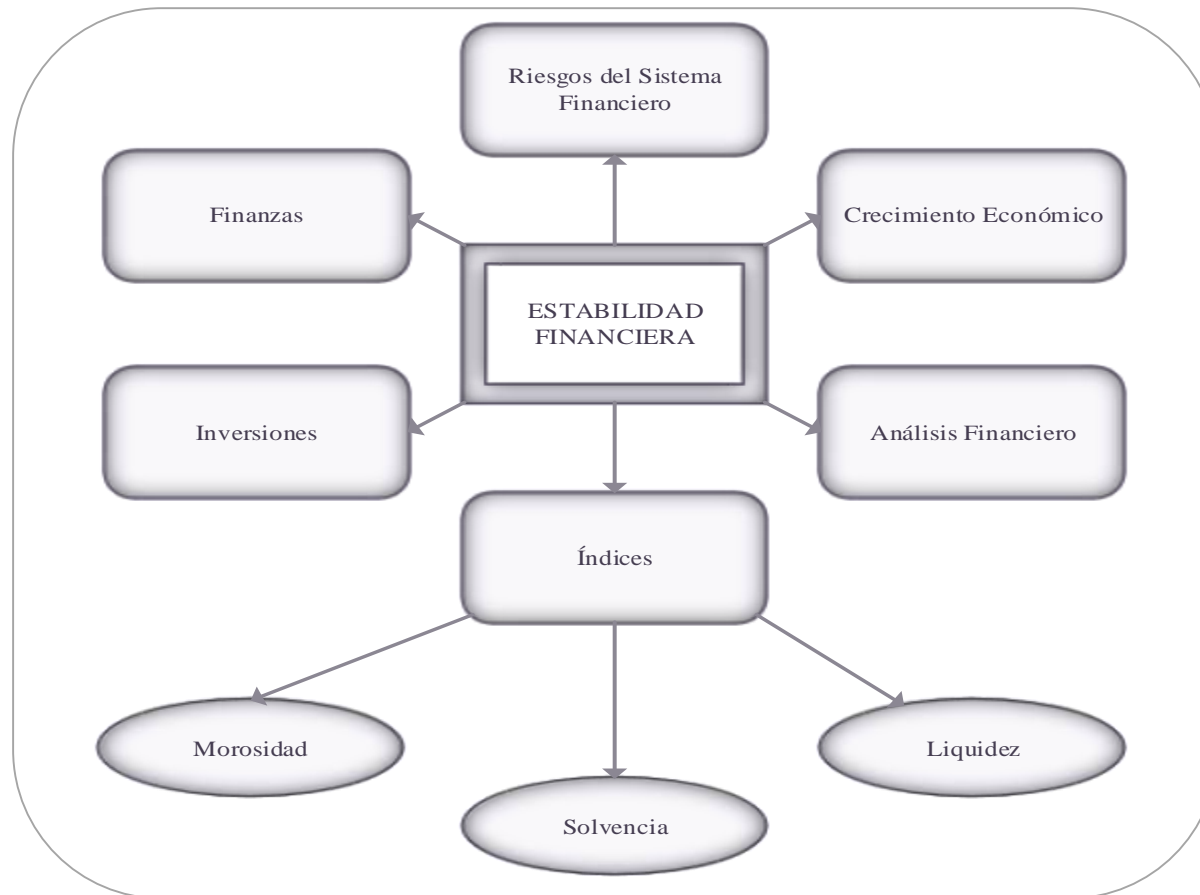 Riesgos del Sistema
Financiero
Finanzas
Crecimiento Económico
ESTABILIDAD
FINANCIERA
Inversiones
Análisis Financiero
Índices
Morosidad
Liquidez
Solvencia